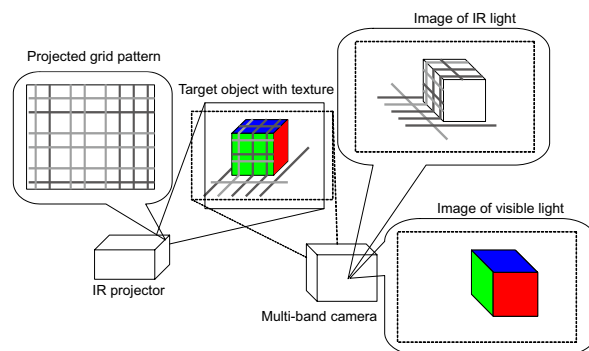 Image of IR light
Projected grid pattern
Target object with texture
Image of visible light
IR projector
Multi-band camera